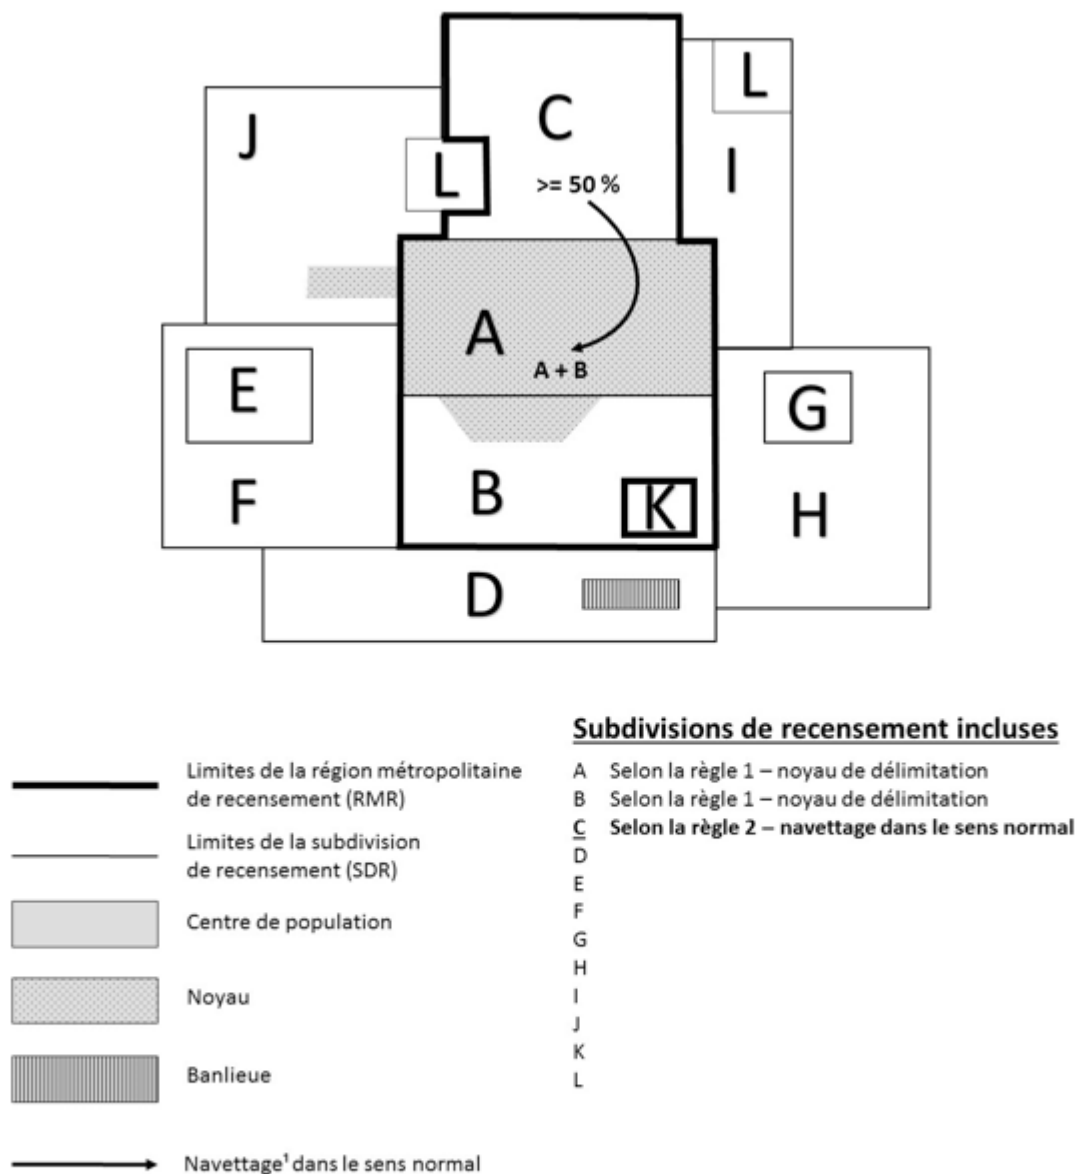 C
L
J
L
I
>= 50 %
A
A + B
E
G
F
B
K
H
D
Subdivisions de recensement incluses
Limites de la région métropolitaine
de recensement (RMR)
Limites de la subdivision
de recensement (SDR)
Centre de population
Noyau
Banlieue
Navettage¹ dans le sens normal
A Selon la règle 1 – noyau de délimitation
B Selon la règle 1 – noyau de délimitation
C Selon la règle 2 – navettage dans le sens normal
D
E
F
G
H
I
J
K
L